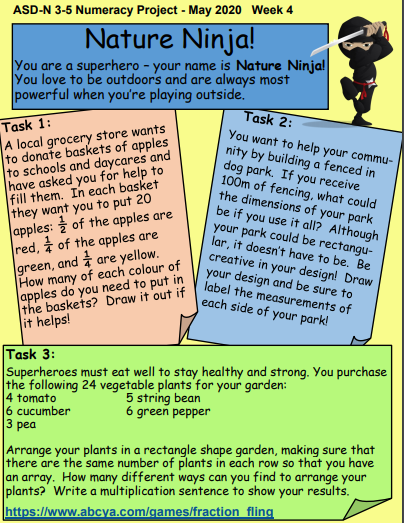 ASD-N 3-5 Numeracy Project - May 2020   Week 4
Nature Ninja!
You are a superhero – your name is Nature Ninja!
You love to be outdoors and are always most
powerful when you're playing outside.
Task 1:
A local grocery store wants
to donate baskets of apples
to schools and daycares and
have asked you for help to
fill them.  In each basket
they want you to put 20
apples: 1/2 of the apples are
red, 1/4 of the apples are
green, and 1/4 are yellow.
How many of each colour of
apples do you need to put in
the baskets?  Draw it out if
it helps!
Task 2:
You want to help your commu-
nity by building a fenced in
dog park.  If you receive
100m of fencing, what could
the dimensions of your park
be if you use it all?  Although
your park could be rectangu-
lar, it doesn't have to be.  Be
creative in your design!  Draw
your design and be sure to
label the measurements of
each side of your park!
Task 3:
Superheroes must eat well to stay healthy and strong. You purchase
the following 24 vegetable plants for your garden:
4 tomato          5 string bean
6 cucumber      6 green pepper
3 pea
Arrange your plants in a rectangle shape garden, making sure that
there are the same number of plants in each row so that you have
an array.  How many different ways can you find to arrange your
plants?  Write a multiplication sentence to show your results.
https://www.abcya.com/games/fraction_fling